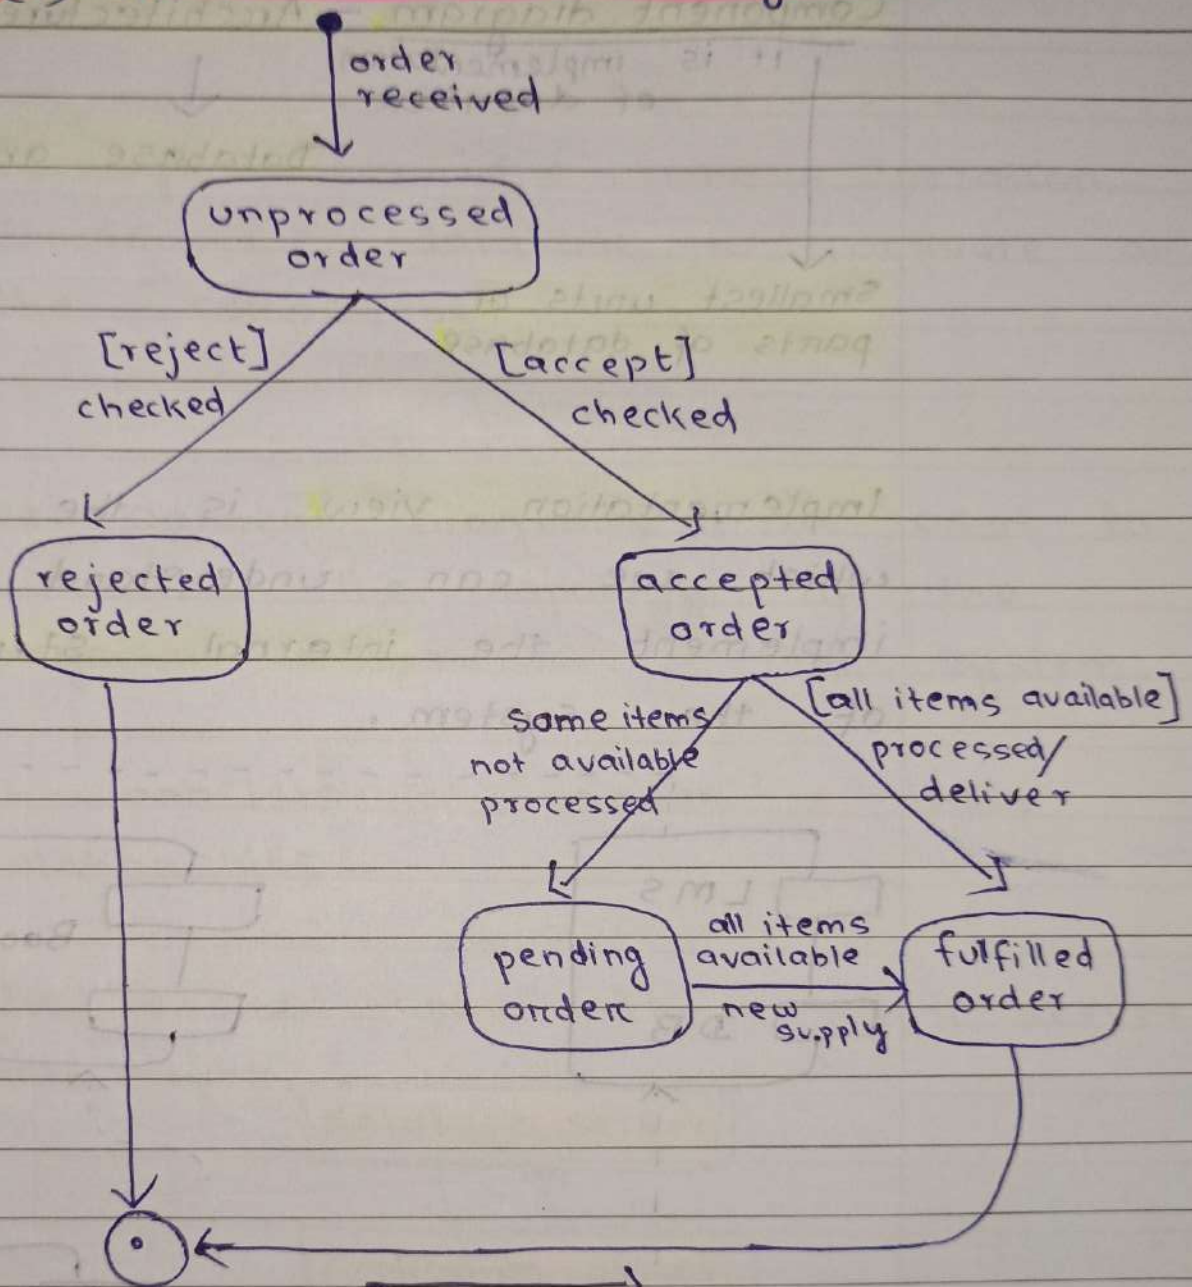 order
received
unprocessed
order
[reject]
checked
[accept]
checked
rejected
order
accepted
order
some items
not available
processed
[all items available]
processed/
deliver
pending
order
all items
available
new
supply
fulfilled
order